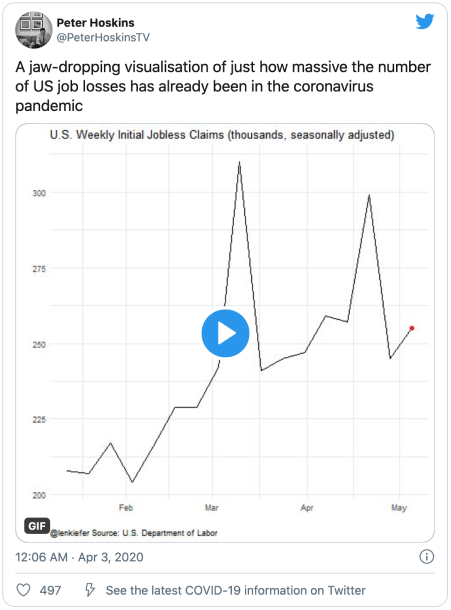 Peter Hoskins
@PeterHoskinsTV
A jaw-dropping visualisation of just how massive the number
of US job losses has already been in the coronavirus
pandemic
U.S. Weekly Initial Jobless Claims (thousands, seasonally adjusted)
300
275
250
225
200
Feb
Mar
Apr
May
GIF
@lenkiefer Source: U.S. Department of Labor
12:06 AM · Apr 3, 2020
497
See the latest COVID-19 information on Twitter